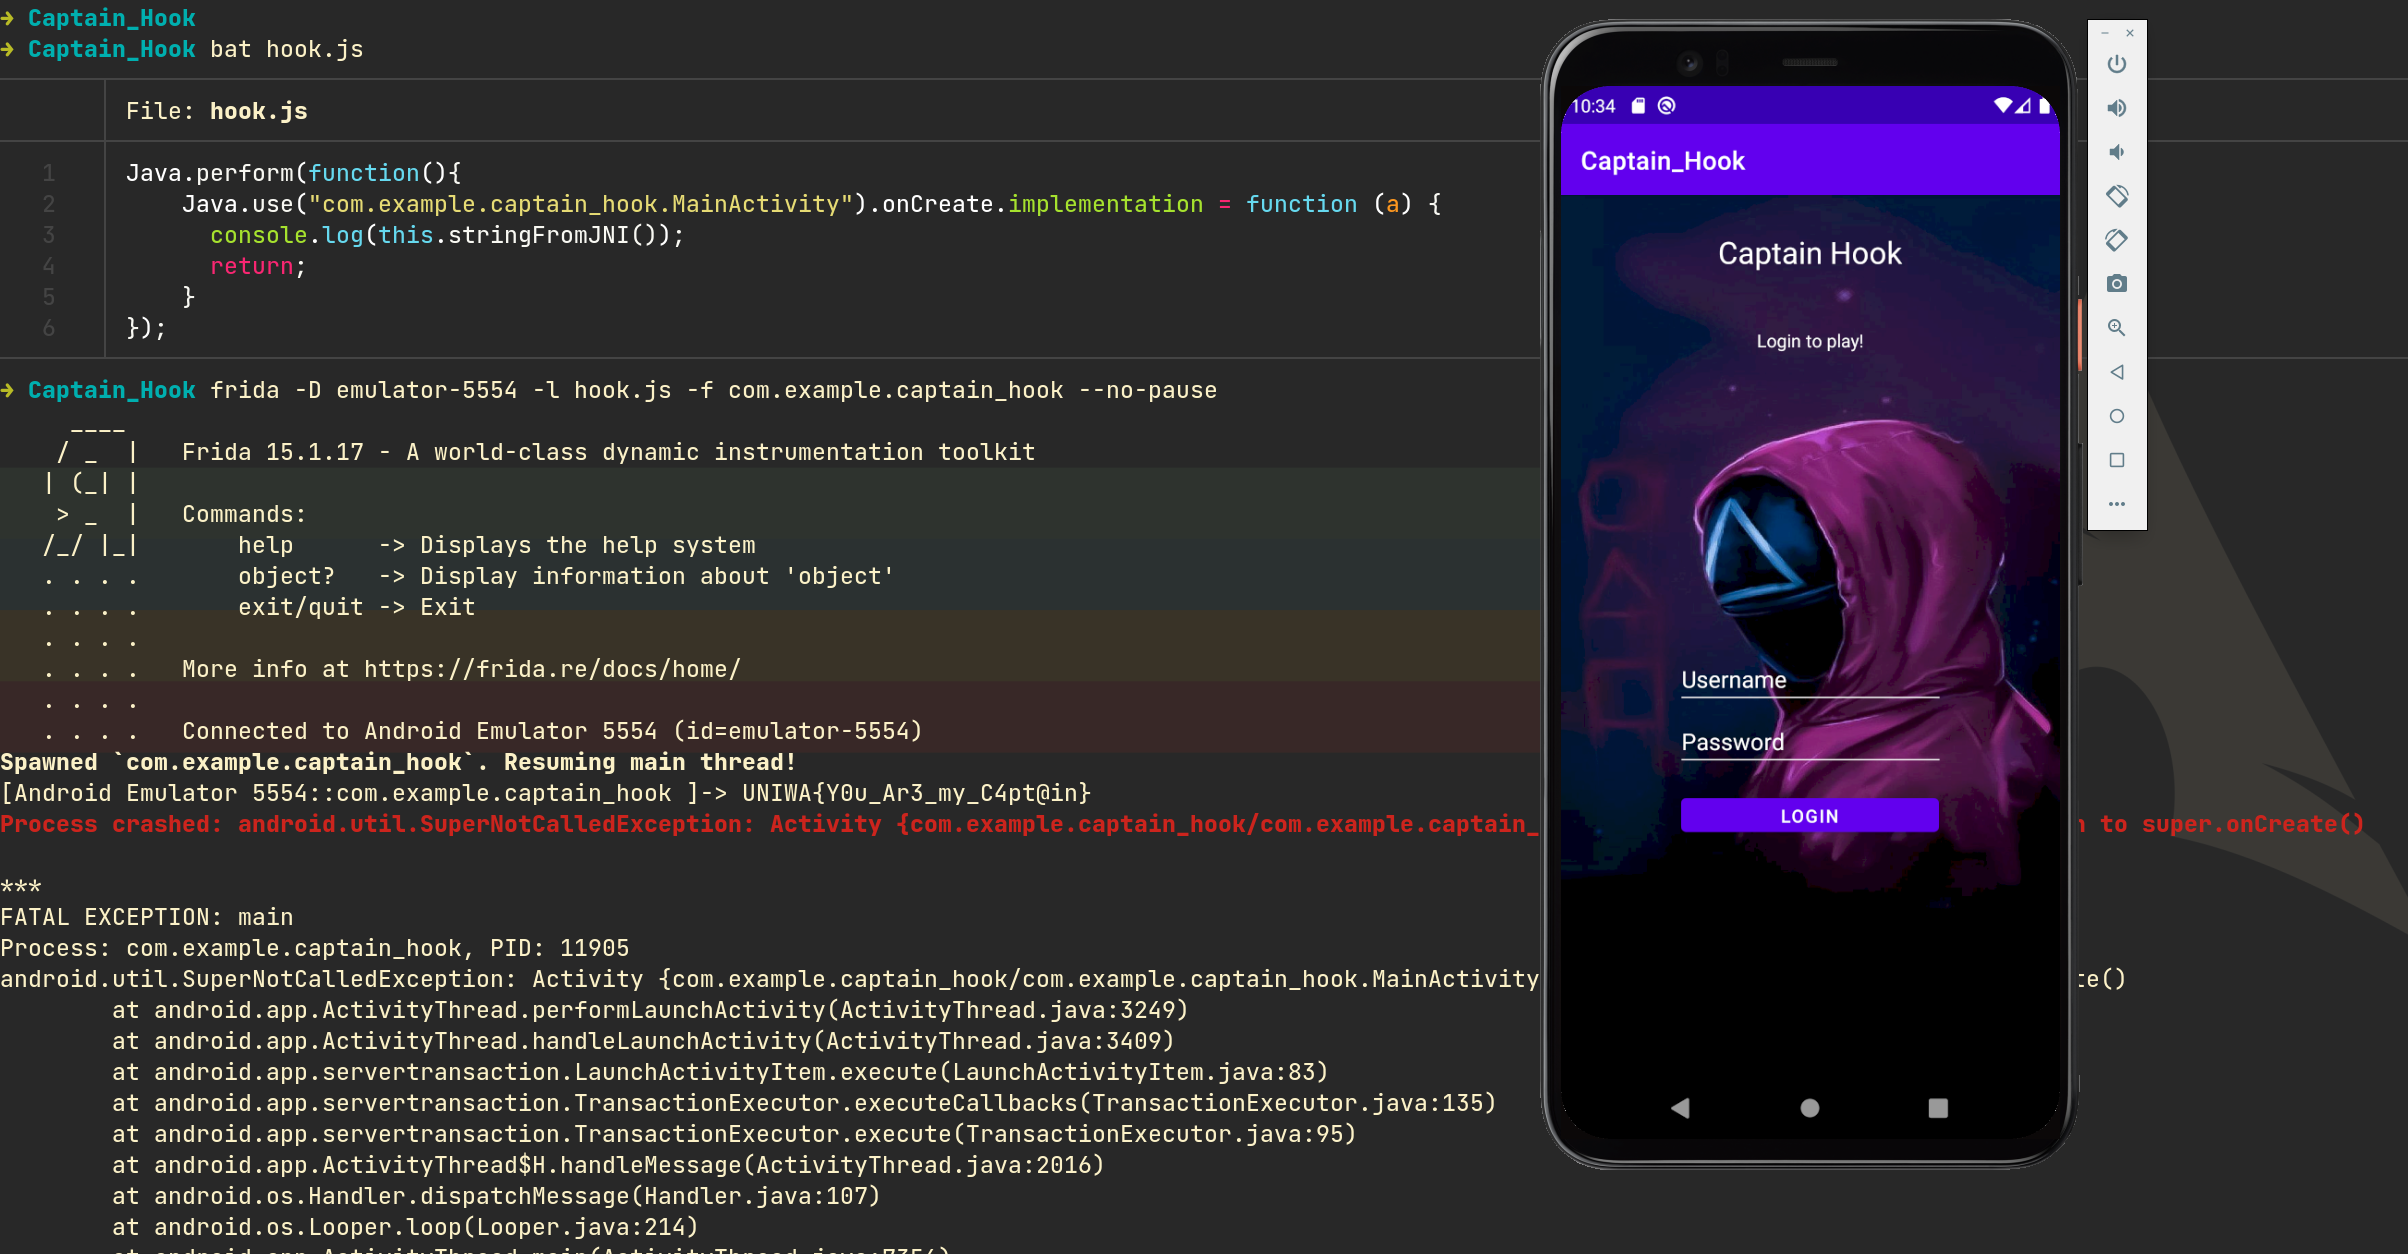 ➜ Captain_Hook
➜ Captain_Hook bat hook.js
File: hook.js
1 Java.perform(function(){
2     Java.use("com.example.captain_hook.MainActivity").onCreate.implementation = function (a) {
3       console.log(this.stringFromJNI());
4       return;
5     }
6 });
➜ Captain_Hook frida -D emulator-5554 -l hook.js -f com.example.captain_hook --no-pause
     ____
    / _  |   Frida 15.1.17 - A world-class dynamic instrumentation toolkit
   | (_| |
    > _  |   Commands:
   /_/ |_|       help      -> Displays the help system
   . . . .       object?   -> Display information about 'object'
   . . . .       exit/quit -> Exit
   . . . .
   . . . .   More info at https://frida.re/docs/home/
   . . . .
   . . . .   Connected to Android Emulator 5554 (id=emulator-5554)
Spawned `com.example.captain_hook`. Resuming main thread!
[Android Emulator 5554::com.example.captain_hook ]-> UNIWA{Y0u_Ar3_my_C4pt@in}
Process crashed: android.util.SuperNotCalledException: Activity {com.example.captain_hook/com.example.captain_ to super.onCreate()
***
FATAL EXCEPTION: main
Process: com.example.captain_hook, PID: 11905
android.util.SuperNotCalledException: Activity {com.example.captain_hook/com.example.captain_hook.MainActivity
        at android.app.ActivityThread.performLaunchActivity(ActivityThread.java:3249)
        at android.app.ActivityThread.handleLaunchActivity(ActivityThread.java:3409)
        at android.app.servertransaction.LaunchActivityItem.execute(LaunchActivityItem.java:83)
        at android.app.servertransaction.TransactionExecutor.executeCallbacks(TransactionExecutor.java:135)
        at android.app.servertransaction.TransactionExecutor.execute(TransactionExecutor.java:95)
        at android.app.ActivityThread$H.handleMessage(ActivityThread.java:2016)
        at android.os.Handler.dispatchMessage(Handler.java:107)
        at android.os.Looper.loop(Looper.java:214)
        at android.app.ActivityThread.main(ActivityThread.java:7356)
10:34
Captain_Hook
Captain Hook
Login to play!
Username
Password
LOGIN